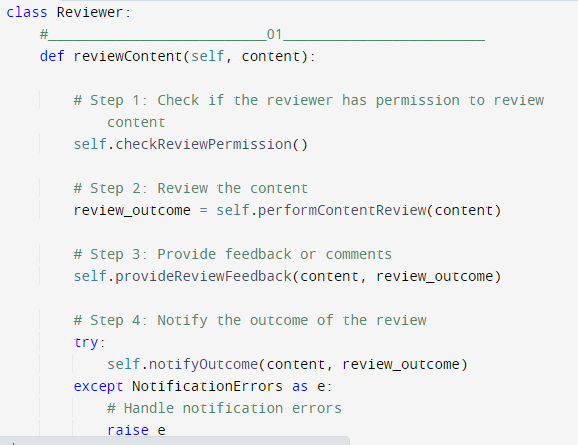 class Reviewer:
#__________________________01________________________
def reviewContent(self, content):
# Step 1: Check if the reviewer has permission to review
content
self.checkReviewPermission()
# Step 2: Review the content
review_outcome = self.performContentReview(content)
# Step 3: Provide feedback or comments
self.provideReviewFeedback(content, review_outcome)
# Step 4: Notify the outcome of the review
try:
self.notifyOutcome(content, review_outcome)
except NotificationErrors as e:
# Handle notification errors
raise e